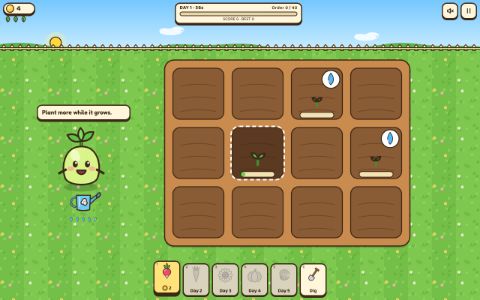 4
DAY 1 · 58s
Order 0 / 40
SCORE 0 · BEST 0
Plant more while it grows.
2
Day 2
Day 3
Day 4
Day 5
Dig